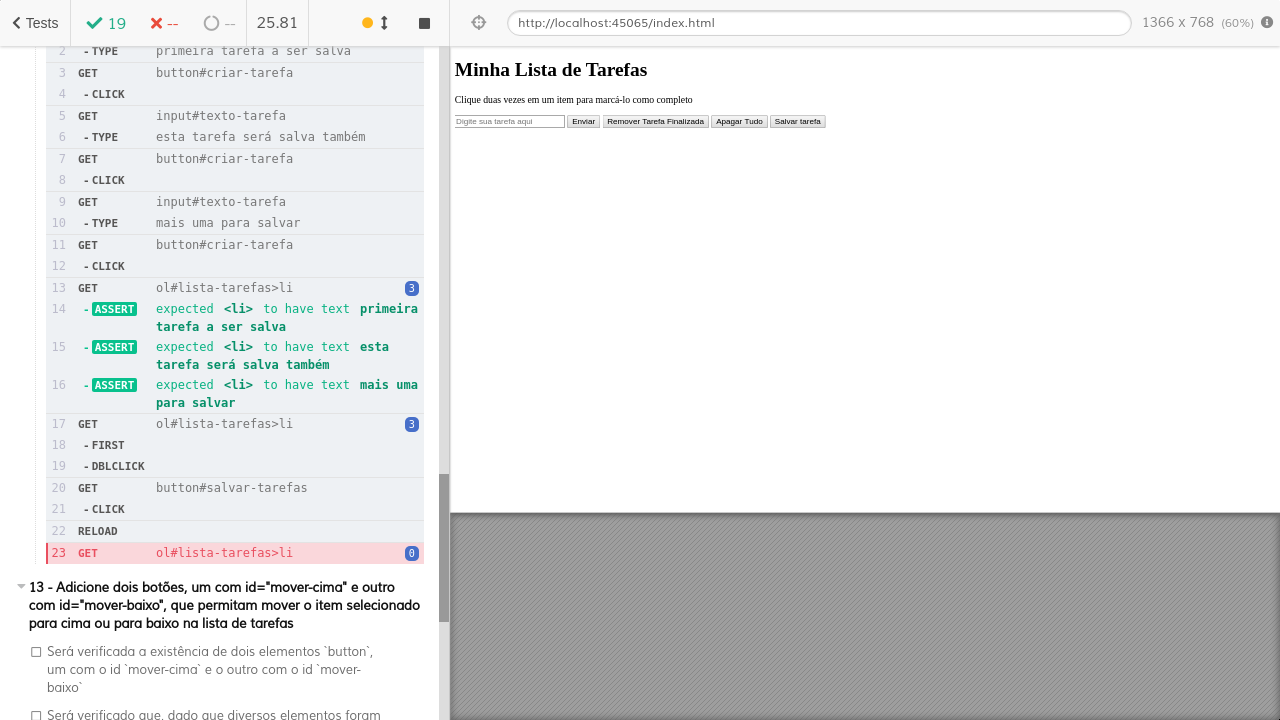 Tests
19
--
--
25.81
http://localhost:45065/index.html
1366 x 768 (60%)
2 - TYPE primeira tarefa a ser salva
3 GET button#criar-tarefa
4 - CLICK
5 GET input#texto-tarefa
6 - TYPE esta tarefa será salva também
7 GET button#criar-tarefa
8 - CLICK
9 GET input#texto-tarefa
10 - TYPE mais uma para salvar
11 GET button#criar-tarefa
12 - CLICK
13 GET ol#lista-tarefas>li 3
14 - ASSERT expected <li> to have text primeira
tarefa a ser salva
15 - ASSERT expected <li> to have text esta
tarefa será salva também
16 - ASSERT expected <li> to have text mais uma
para salvar
17 GET ol#lista-tarefas>li 3
18 - FIRST
19 - DBLCLICK
20 GET button#salvar-tarefas
21 - CLICK
22 RELOAD
23 GET ol#lista-tarefas>li 0
13 - Adicione dois botões, um com id="mover-cima" e outro
com id="mover-baixo", que permitam mover o item selecionado
para cima ou para baixo na lista de tarefas
Será verificada a existência de dois elementos `button`,
um com o id `mover-cima` e o outro com o id `mover-
baixo`
Será verificado que, dado que diversos elementos foram
Minha Lista de Tarefas
Clique duas vezes em um item para marcá-lo como completo
Digite sua tarefa aqui Enviar Remover Tarefa Finalizada Apagar Tudo Salvar tarefa